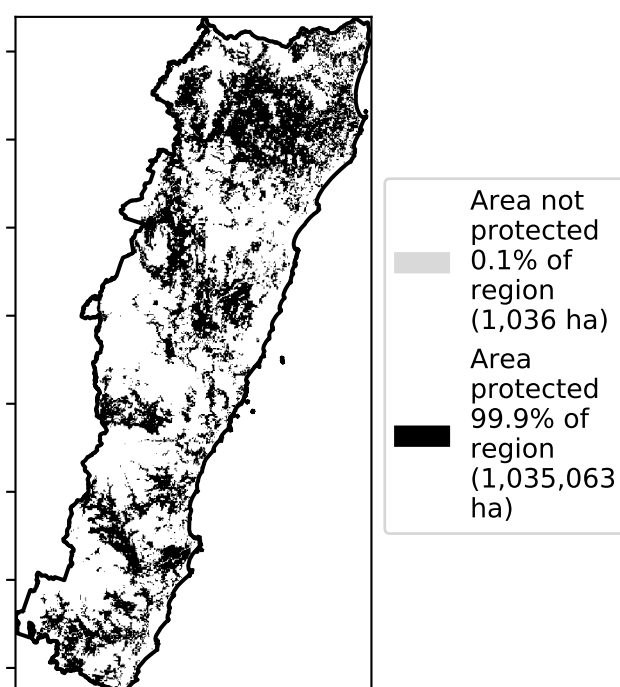 Area not
protected
0.1% of
region
(1,036 ha)
Area
protected
99.9% of
region
(1,035,063
ha)